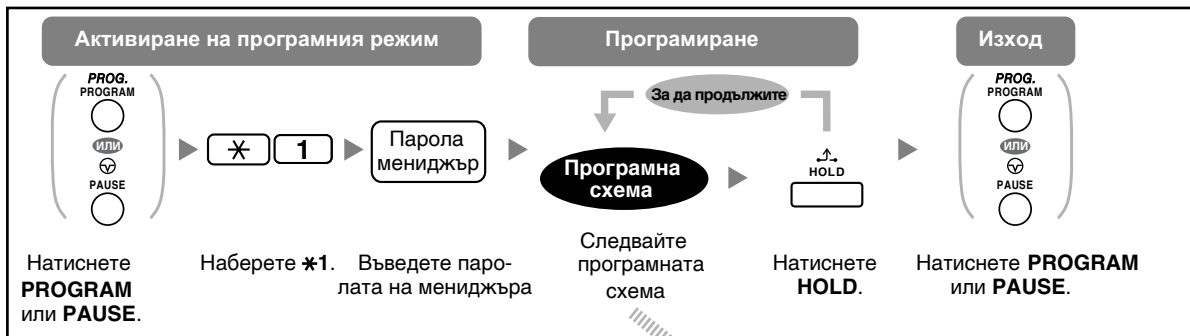 Активиране на програмния режим
Програмиране
Изход
PROG.
PROGRAM
или
PAUSE
✳ 1
Парола
мениджър
За да продължите
Програмна
схема
HOLD
PROG.
PROGRAM
или
PAUSE
Натиснете
PROGRAM
или PAUSE.
Наберете ✳1.
Въведете паро-
лата на мениджъра
Следвайте
програмната
схема
Натиснете
HOLD.
Натиснете PROGRAM
или PAUSE.